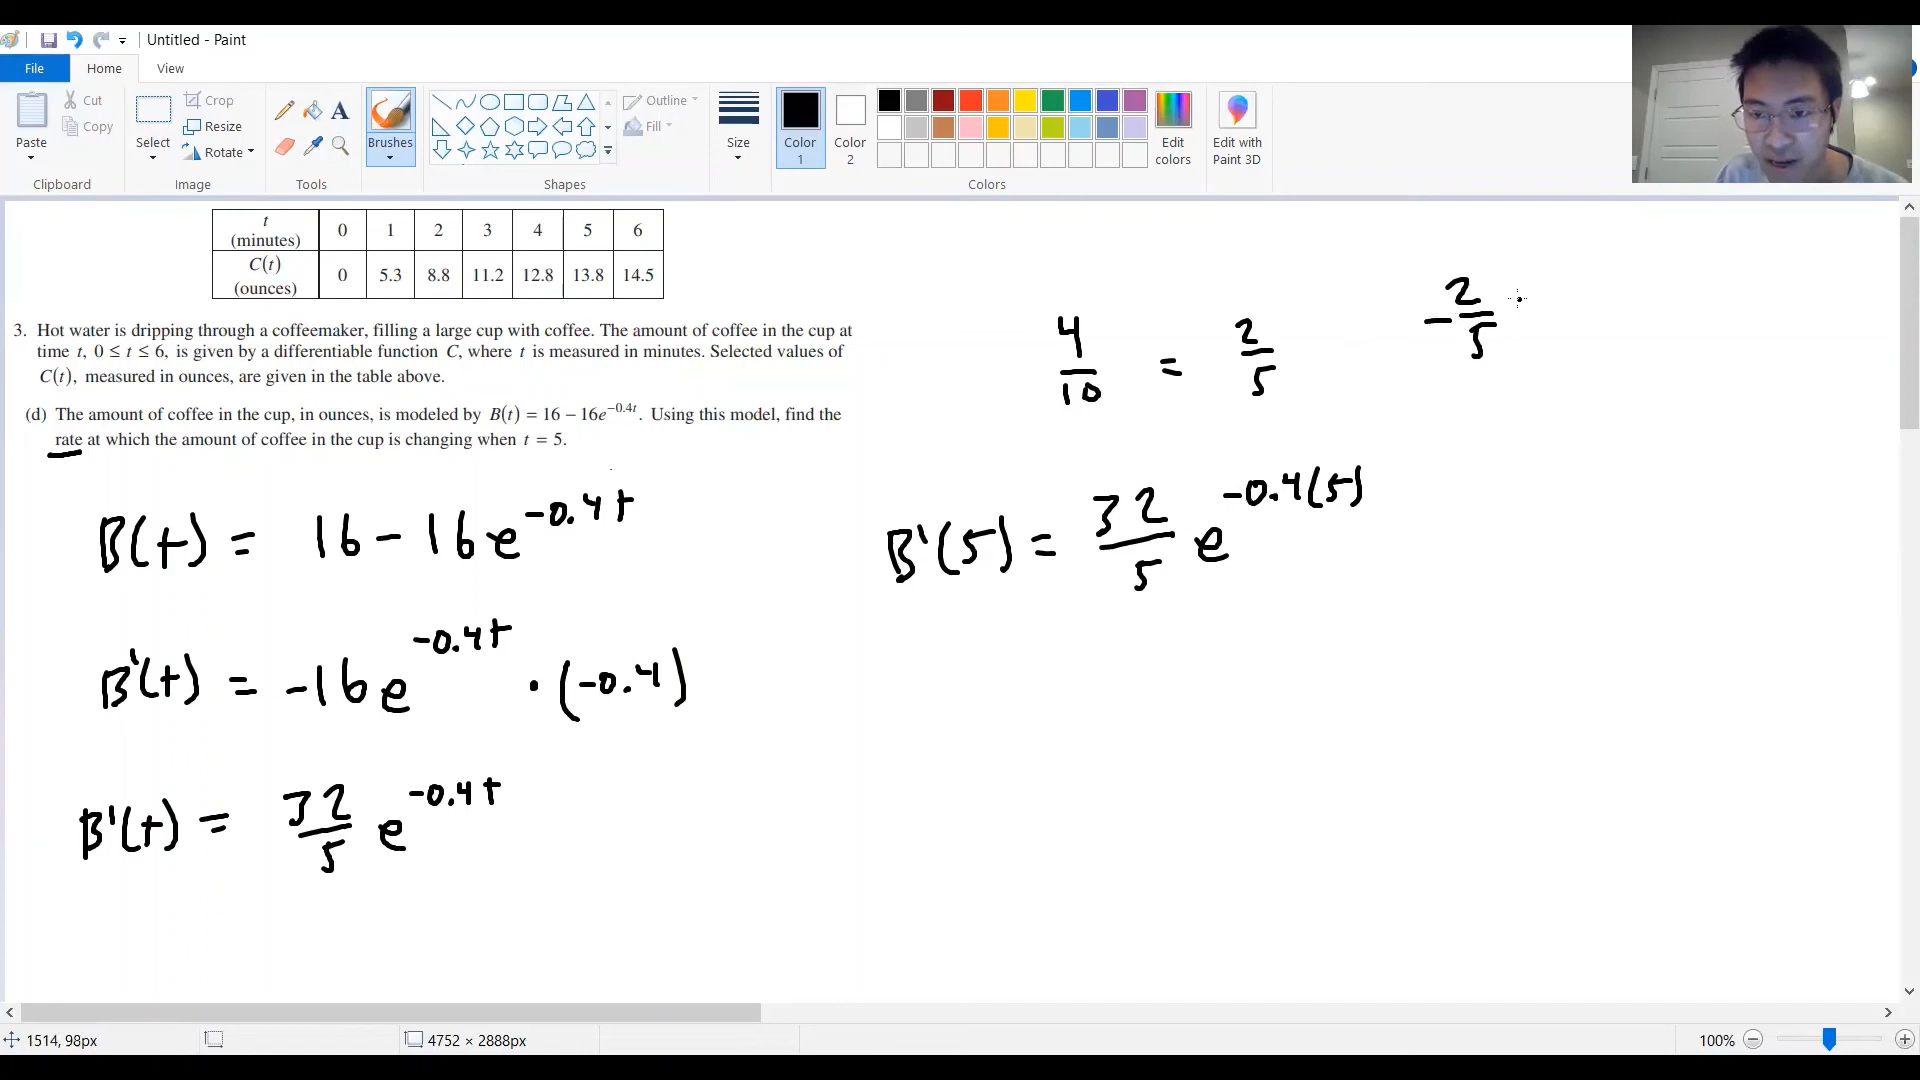 Untitled - Paint
File Home View
Paste
Cut
Copy
Clipboard
Select
Crop
Resize
Rotate
Image
Tools
Brushes
Shapes
Outline
Fill
Size
Color 1
Color 2
Edit colors
Edit with Paint 3D
Colors
t (minutes) 0 1 2 3 4 5 6
C(t) (ounces) 0 5.3 8.8 11.2 12.8 13.8 14.5
3. Hot water is dripping through a coffeemaker, filling a large cup with coffee. The amount of coffee in the cup at
time t, 0 ≤ t ≤ 6, is given by a differentiable function C, where t is measured in minutes. Selected values of
C(t), measured in ounces, are given in the table above.
(d) The amount of coffee in the cup, in ounces, is modeled by B(t) = 16 − 16e^{−0.4t}. Using this model, find the
rate at which the amount of coffee in the cup is changing when t = 5.
B(t) = 16 − 16e^{−0.4t}
B'(t) = −16e^{−0.4t} · (−0.4)
B'(t) = 32/5 e^{−0.4t}
4/10 = 2/5
−2/5
B'(5) = 32/5 e^{−0.4(5)}
1514, 98px
4752 × 2888px
100%